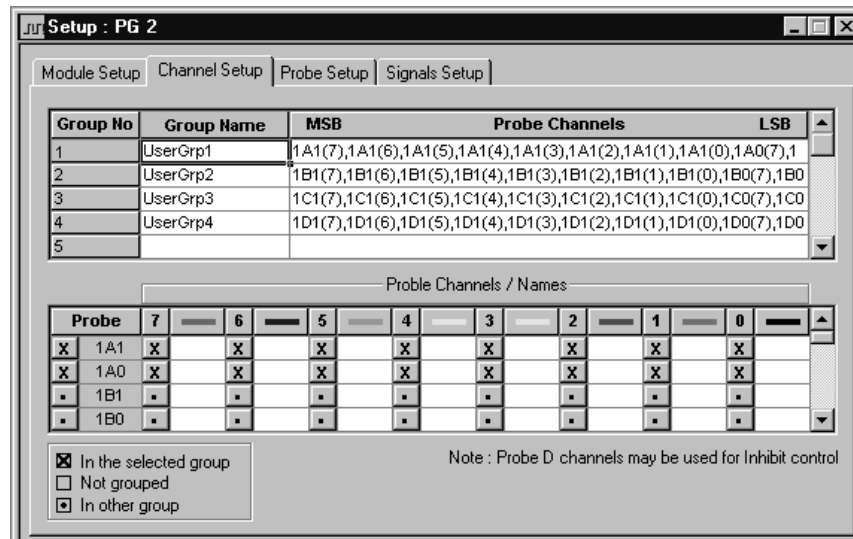 Setup : PG 2
Module Setup Channel Setup Probe Setup Signals Setup
Group No Group Name MSB Probe Channels LSB
1 UserGrp1 1A1(7),1A1(6),1A1(5),1A1(4),1A1(3),1A1(2),1A1(1),1A1(0),1A0(7),1
2 UserGrp2 1B1(7),1B1(6),1B1(5),1B1(4),1B1(3),1B1(2),1B1(1),1B1(0),1B0(7),1B0
3 UserGrp3 1C1(7),1C1(6),1C1(5),1C1(4),1C1(3),1C1(2),1C1(1),1C1(0),1C0(7),1C0
4 UserGrp4 1D1(7),1D1(6),1D1(5),1D1(4),1D1(3),1D1(2),1D1(1),1D1(0),1D0(7),1D0
5
Proble Channels / Names
Probe 7 6 5 4 3 2 1 0
X 1A1 X X X X X X X X
X 1A0 X X X X X X X X
1B1
1B0
In the selected group
Not grouped
In other group
Note : Probe D channels may be used for Inhibit control